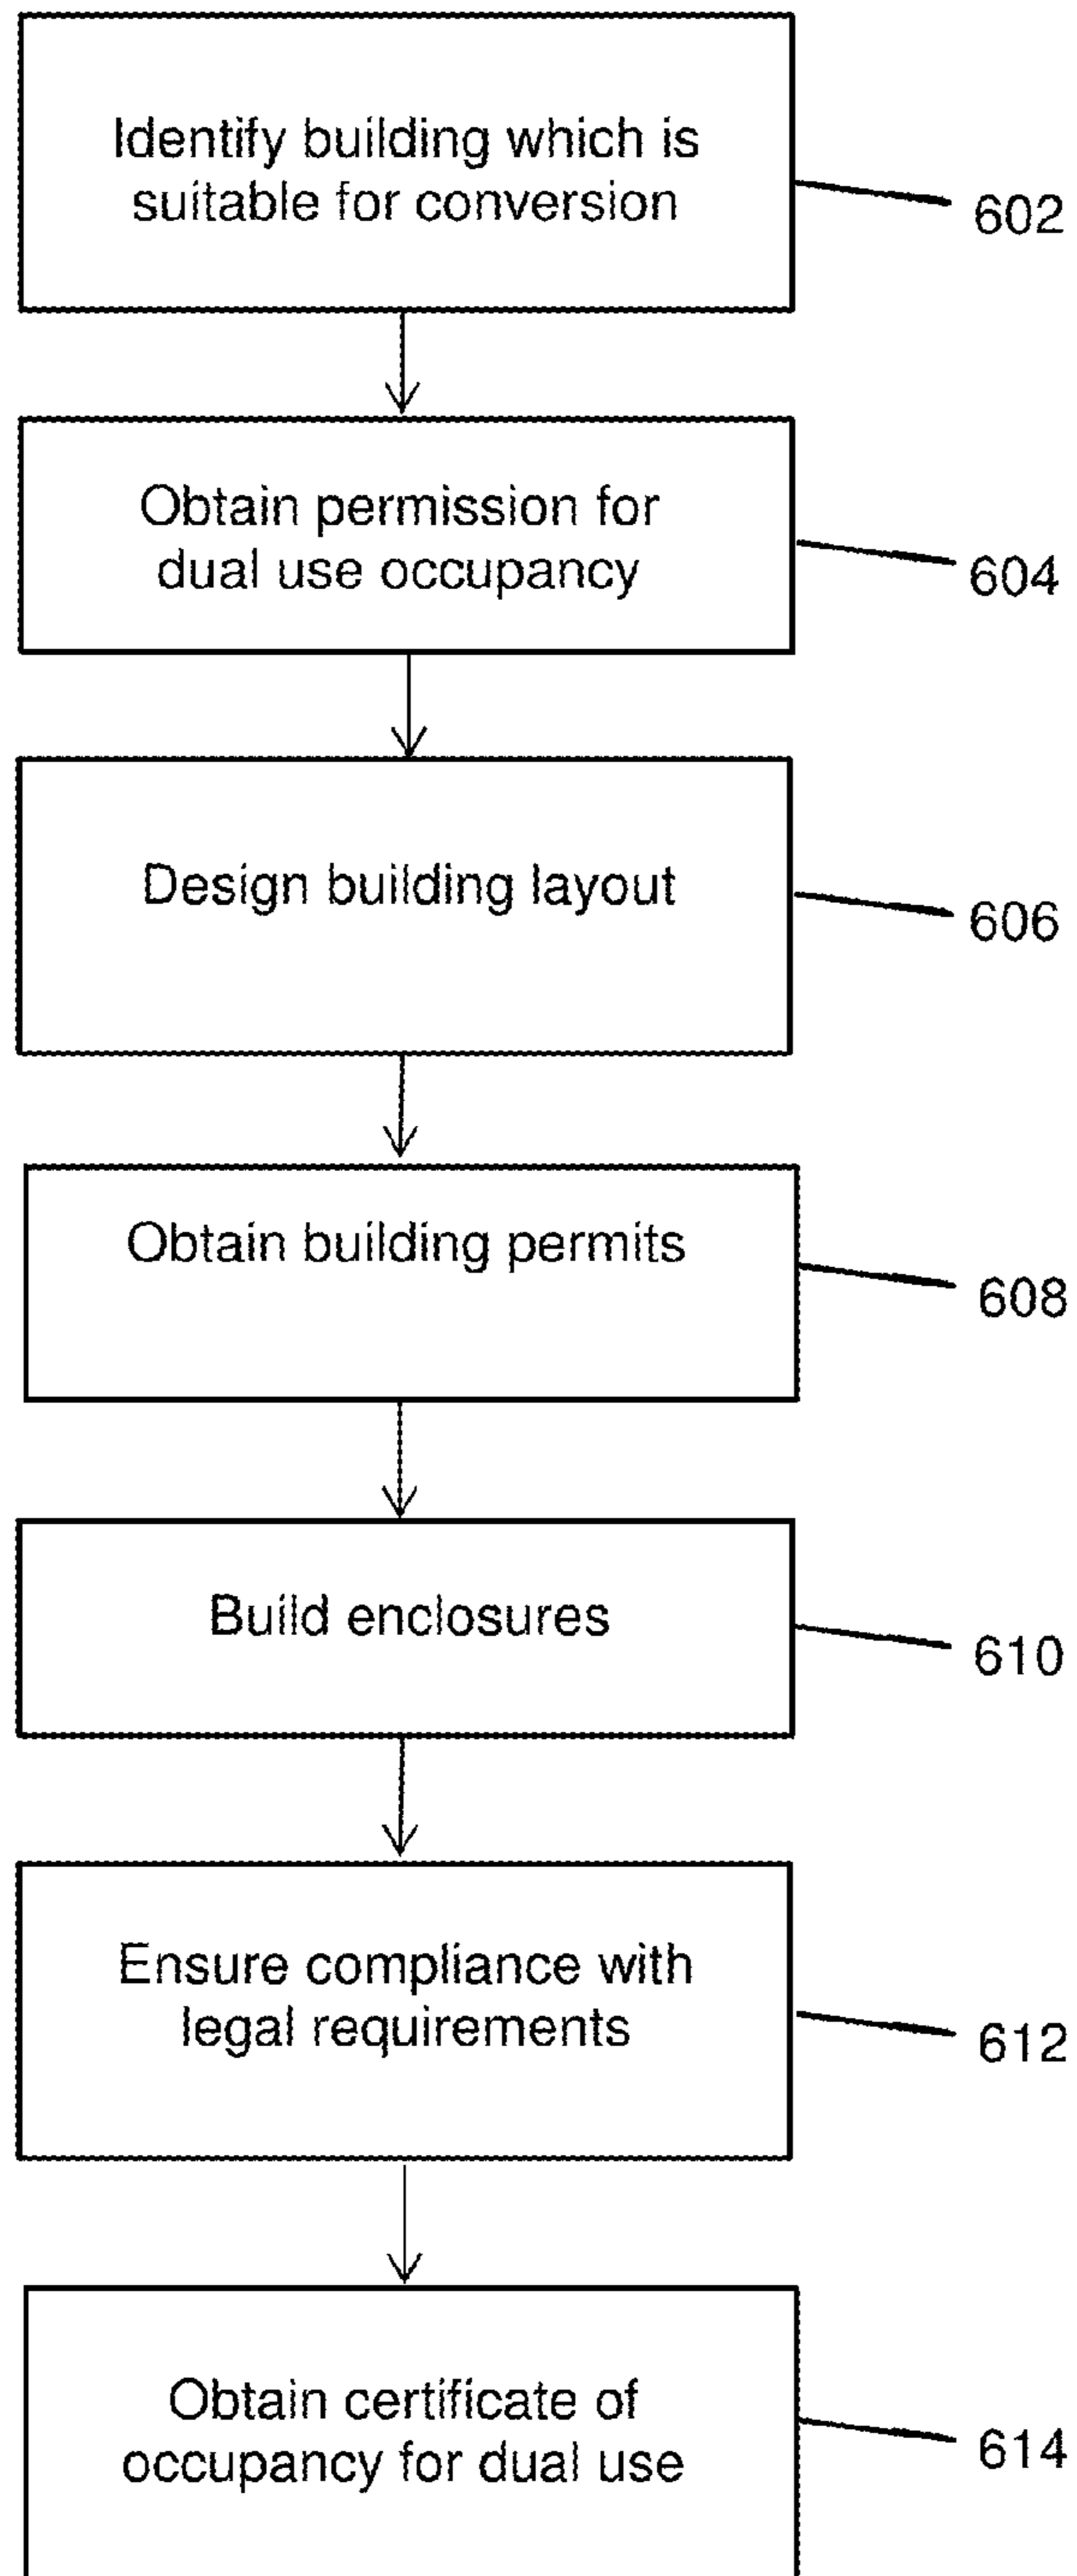 Identify building which is
suitable for conversion
602
Obtain permission for
dual use occupancy
604
Design building layout
606
Obtain building permits
608
Build enclosures
610
Ensure compliance with
legal requirements
612
Obtain certificate of
occupancy for dual use
614